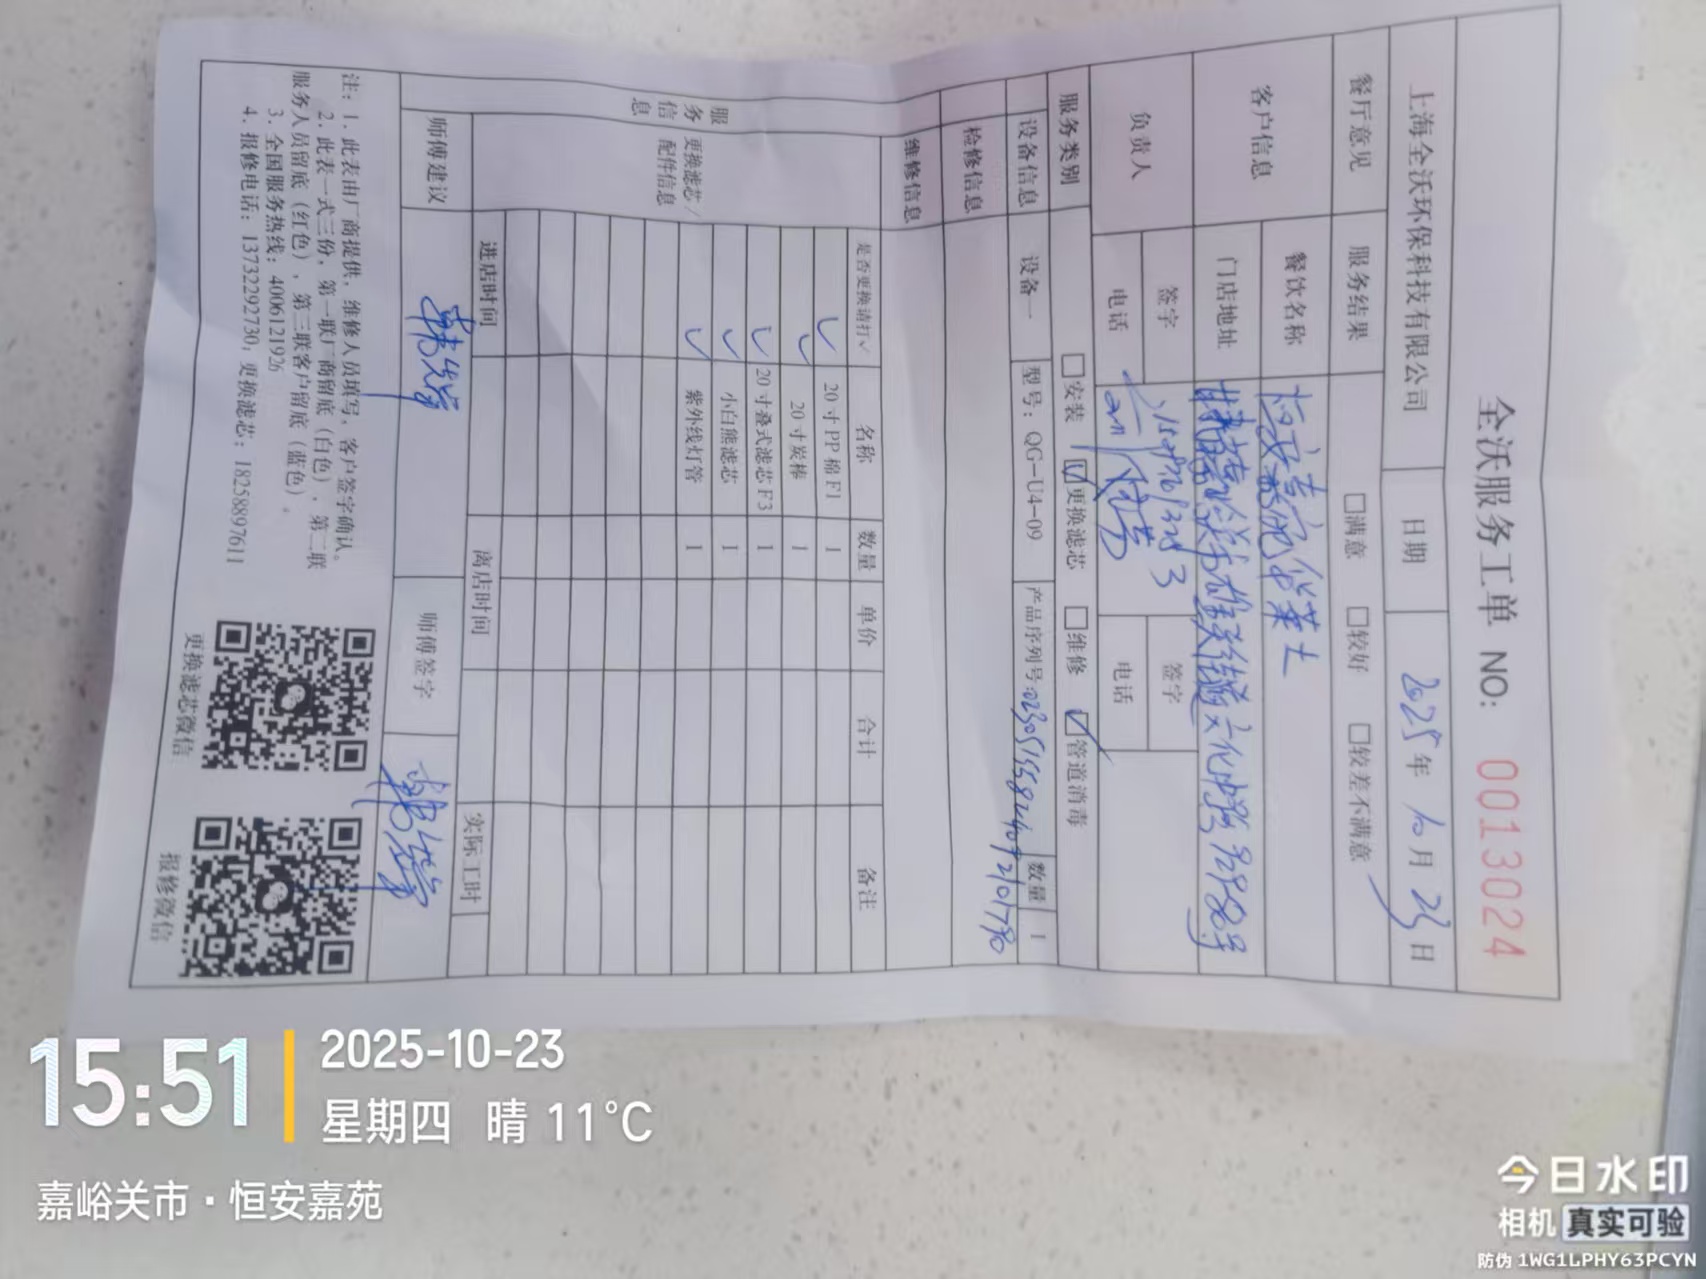 全沃服务工单 NO: 0013024
上海全沃环保科技有限公司 日期 2025年 10月 23日
餐厅意见 服务结果 □满意 □较好 □较差不满意
客户信息 餐饮名称
门店地址
负责人 签字 签字
电话 电话
服务类别 □安装 ☑更换滤芯 □维修 ☑管道消毒
设备信息 设备一 型号：QG-U4-09 产品序列号: 数量 1
检修信息
维修信息
服务信息
更换滤芯/配件信息
是否更换请打√ 名称 数量 单价 合计 备注
✓ 20寸PP棉F1 1
✓ 20寸炭棒 1
✓ 20寸叠式滤芯F3 1
✓ 小白熊滤芯 1
✓ 紫外线灯管 1
进店时间 离店时间 实际工时
师傅建议 师傅签字
注：1. 此表由厂商提供，维修人员填写，客户签字确认。
2. 此表一式三份，第一联厂商留底（白色），第二联
服务人员留底（红色），第三联客户留底（蓝色）。
3. 全国服务热线：4006121926
4. 报修电话：13732292730；更换滤芯：18258897611
更换滤芯微信
报修微信
15:51
2025-10-23
星期四 晴 11°C
嘉峪关市·恒安嘉苑
今日水印
相机 真实可验
防伪 1WG1LPHY63PCYN